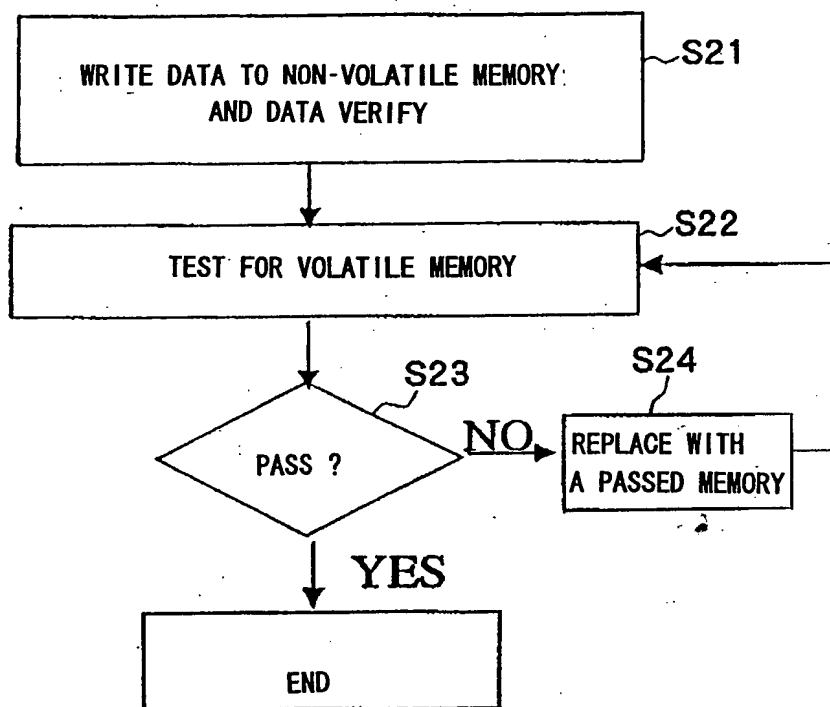 S21
WRITE DATA TO NON-VOLATILE MEMORY
AND DATA VERIFY
S22
TEST FOR VOLATILE MEMORY
S23
S24
PASS ?
NO
REPLACE WITH
A PASSED MEMORY
YES
END